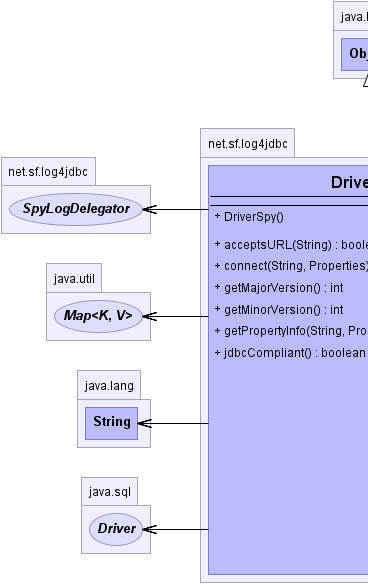 java.l
Obj
net.sf.log4jdbc
net.sf.log4jdbc
SpyLogDelegator
Drive
+ DriverSpy()
+ acceptsURL(String) : boole
+ connect(String, Properties)
+ getMajorVersion() : int
+ getMinorVersion() : int
+ getPropertyInfo(String, Pro
+ jdbcCompliant() : boolean
java.util
Map<K, V>
java.lang
String
java.sql
Driver